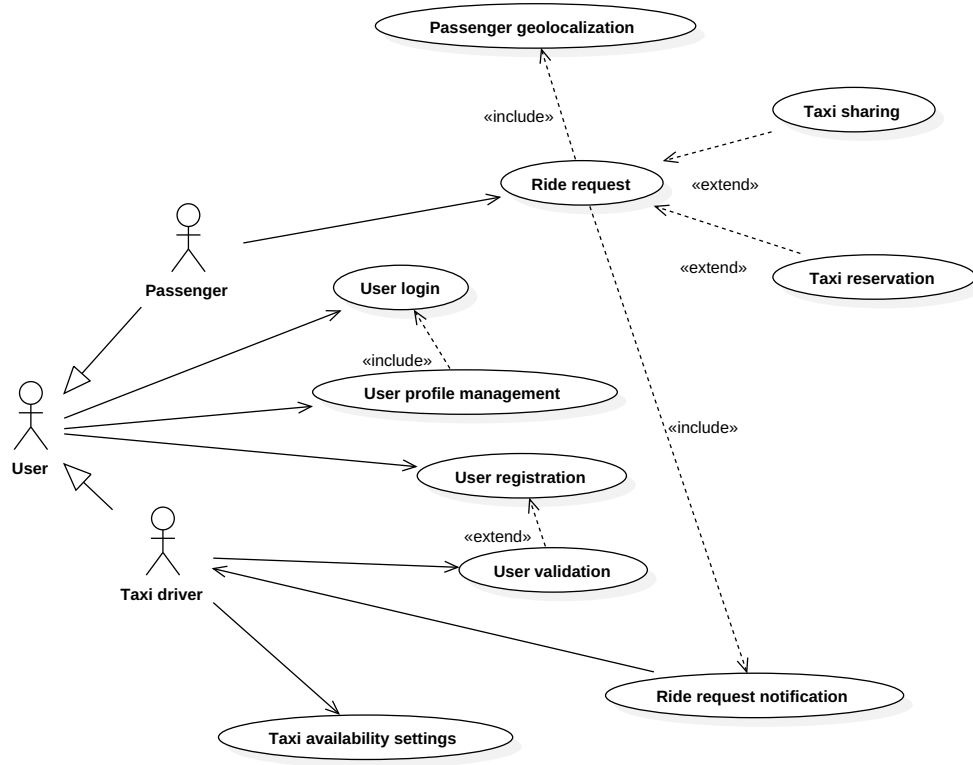 Passenger geolocalization
«include»
Taxi sharing
Ride request
«extend»
Passenger
«extend»
Taxi reservation
User login
«include»
User profile management
«include»
User
User registration
«extend»
User validation
Taxi driver
Ride request notification
Taxi availability settings